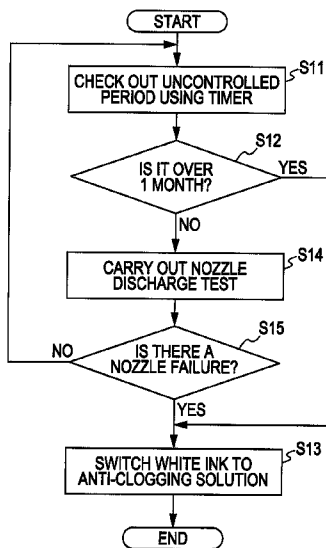 START
S11
CHECK OUT UNCONTROLLED
PERIOD USING TIMER
S12
IS IT OVER
1 MONTH?
YES
NO
S14
CARRY OUT NOZZLE
DISCHARGE TEST
S15
NO
IS THERE A
NOZZLE FAILURE?
YES
S13
SWITCH WHITE INK TO
ANTI-CLOGGING SOLUTION
END